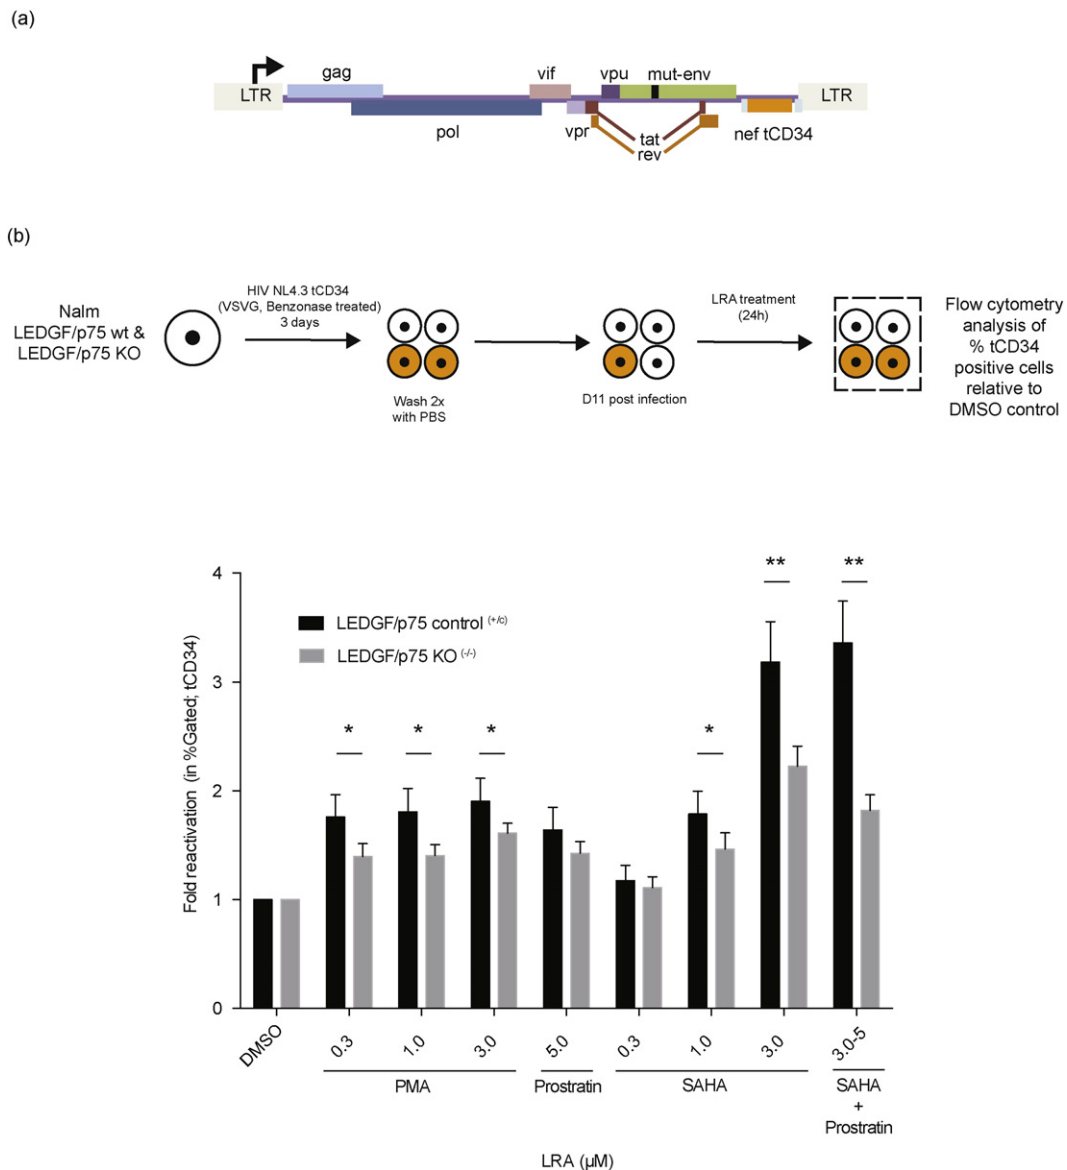 (a)
gag
vif
vpu
mut-env
LTR
LTR
pol
vpr
tat
rev
nef tCD34
(b)
Nalm
LEDGF/p75 wt &
LEDGF/p75 KO
HIV NL4.3 tCD34
(VSVG, Benzonase treated)
3 days
Wash 2x
with PBS
D11 post infection
LRA treatment
(24h)
Flow cytometry
analysis of
% tCD34
positive cells
relative to
DMSO control
Fold reactivation (in %Gated; tCD34)
4
3
2
1
0
LEDGF/p75 control (+/c)
LEDGF/p75 KO (-/-)
*
*
*
*
**
**
DMSO
0.3
1.0
3.0
5.0
0.3
1.0
3.0
3.0-5
PMA
Prostratin
SAHA
SAHA
+
Prostratin
LRA (µM)